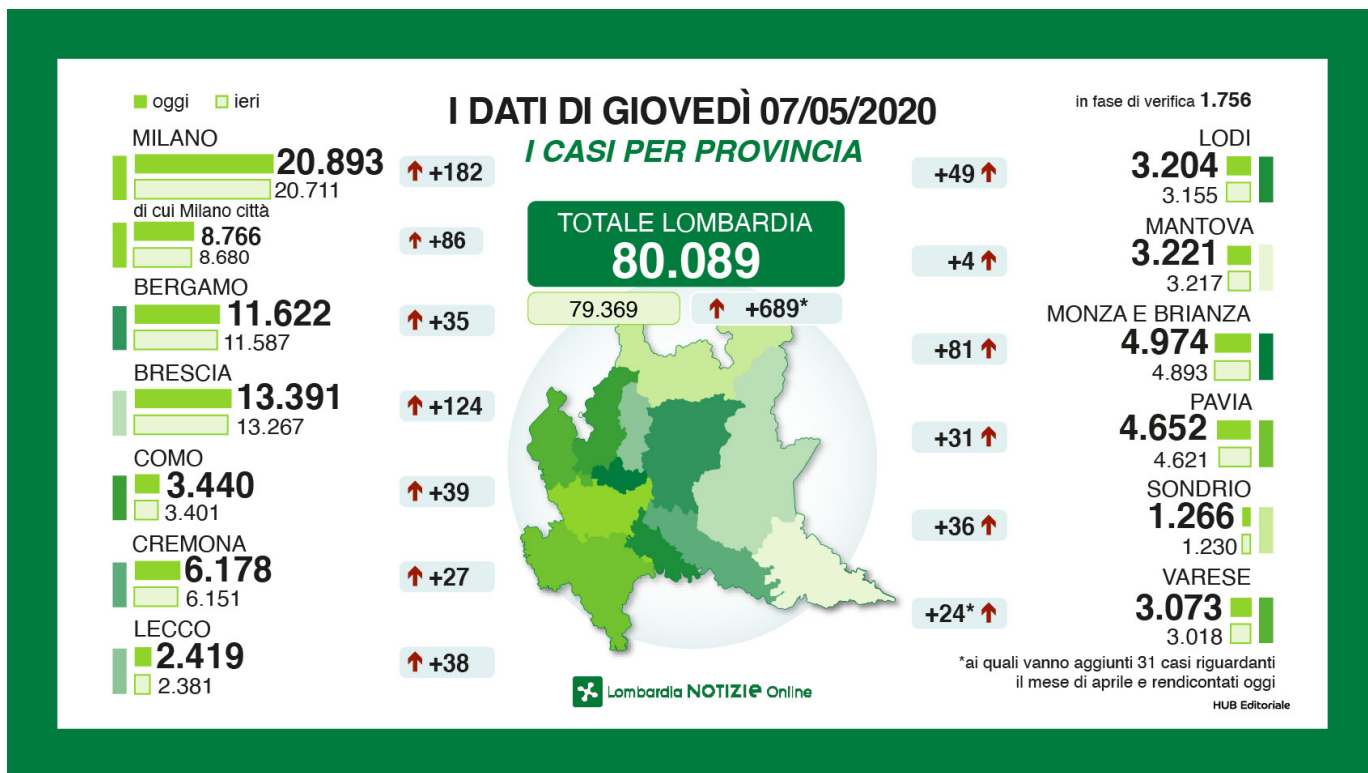 oggi ieri
I DATI DI GIOVEDÌ 07/05/2020
I CASI PER PROVINCIA
in fase di verifica 1.756
TOTALE LOMBARDIA
80.089
79.369 +689*
MILANO
20.893
20.711
+182
di cui Milano città
8.766
8.680
+86
BERGAMO
11.622
11.587
+35
BRESCIA
13.391
13.267
+124
COMO
3.440
3.401
+39
CREMONA
6.178
6.151
+27
LECCO
2.419
2.381
+38
LODI
+49
3.204
3.155
MANTOVA
+4
3.221
3.217
MONZA E BRIANZA
+81
4.974
4.893
PAVIA
+31
4.652
4.621
SONDRIO
+36
1.266
1.230
VARESE
+24*
3.073
3.018
*ai quali vanno aggiunti 31 casi riguardanti
il mese di aprile e rendicontati oggi
Lombardia NOTIZIE Online
HUB Editoriale